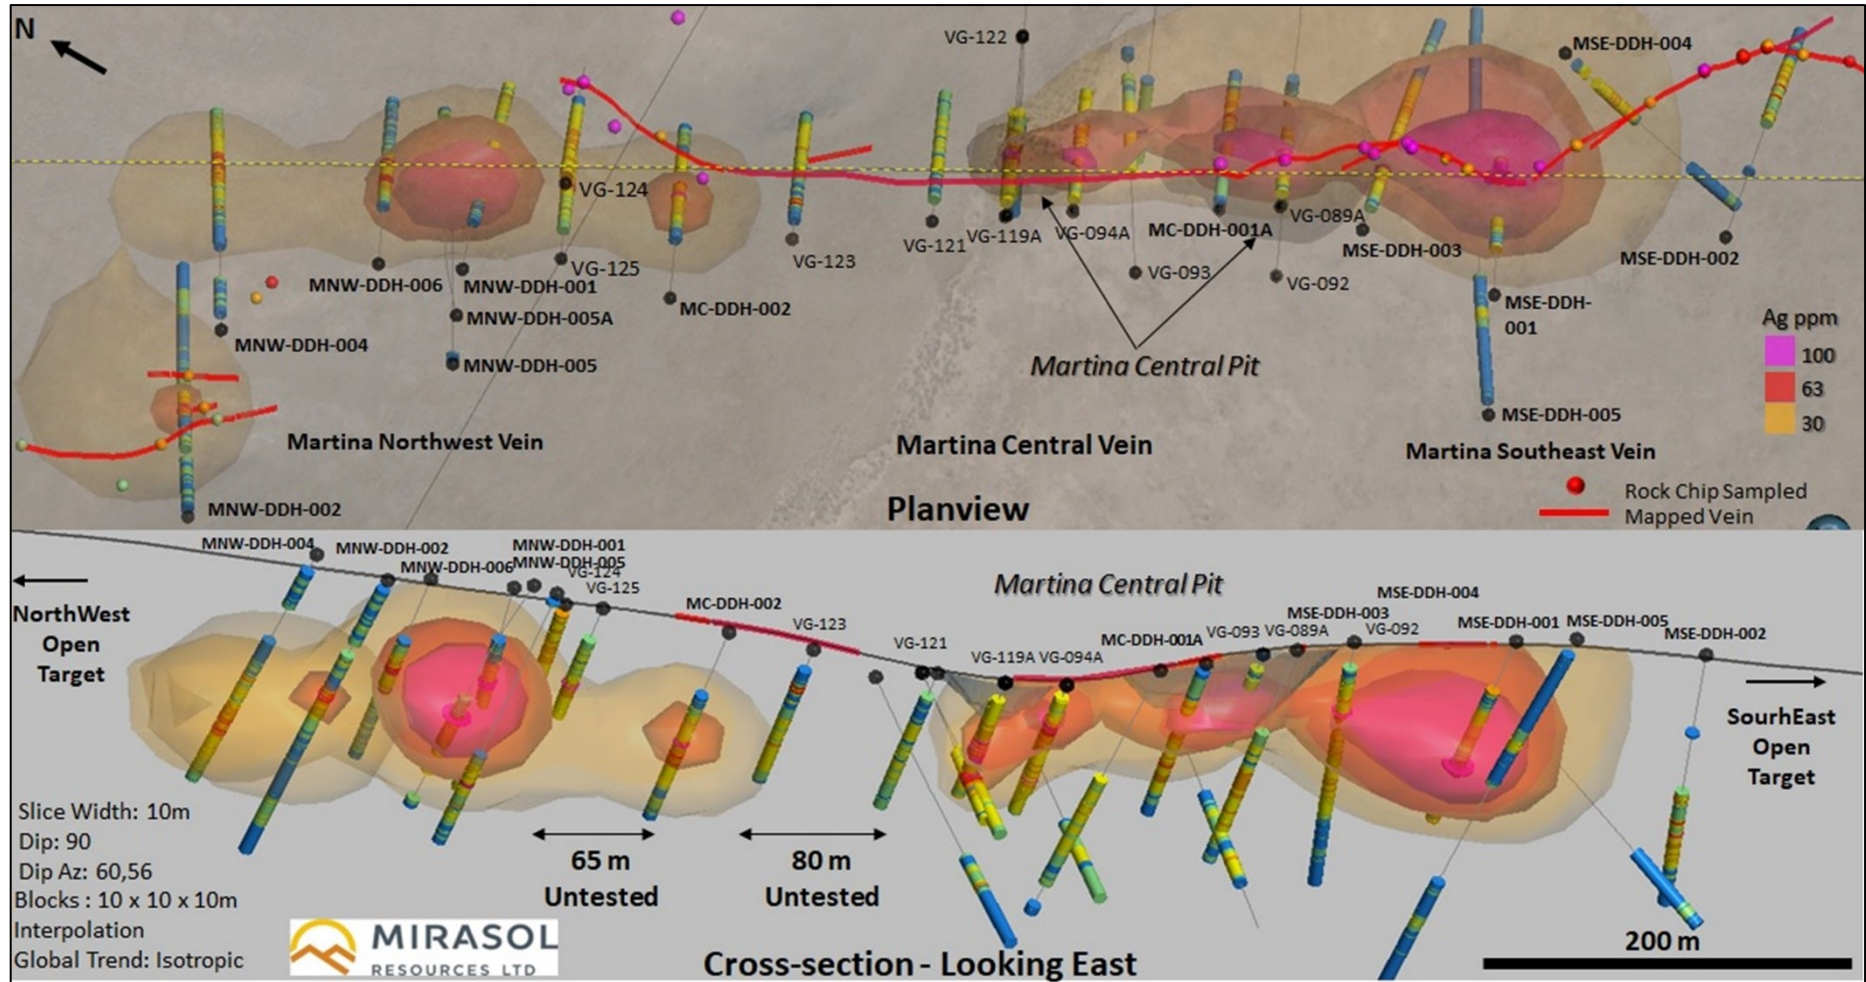 N
VG-122
MSE-DDH-004
VG-124
VG-125
VG-123
VG-121
VG-119A
VG-094A
MC-DDH-001A
VG-089A
MSE-DDH-003
MSE-DDH-002
VG-093
VG-092
MNW-DDH-006
MNW-DDH-001
MNW-DDH-005A
MC-DDH-002
MSE-DDH-
001
MNW-DDH-004
MNW-DDH-005
Martina Central Pit
Ag ppm
100
63
30
MSE-DDH-005
Martina Northwest Vein
Martina Central Vein
Martina Southeast Vein
MNW-DDH-002
Planview
Rock Chip Sampled
Mapped Vein
MNW-DDH-004
MNW-DDH-002
MNW-DDH-006
MNW-DDH-001
MNW-DDH-005
VG-124
VG-125
MC-DDH-002
VG-123
VG-121
VG-119A
VG-094A
Martina Central Pit
MC-DDH-001A
VG-093
VG-089A
MSE-DDH-003
VG-092
MSE-DDH-004
MSE-DDH-001
MSE-DDH-005
MSE-DDH-002
NorthWest
Open
Target
SourhEast
Open
Target
65 m
Untested
80 m
Untested
Slice Width: 10m
Dip: 90
Dip Az: 60,56
Blocks : 10 x 10 x 10m
Interpolation
Global Trend: Isotropic
MIRASOL
RESOURCES LTD
Cross-section - Looking East
200 m